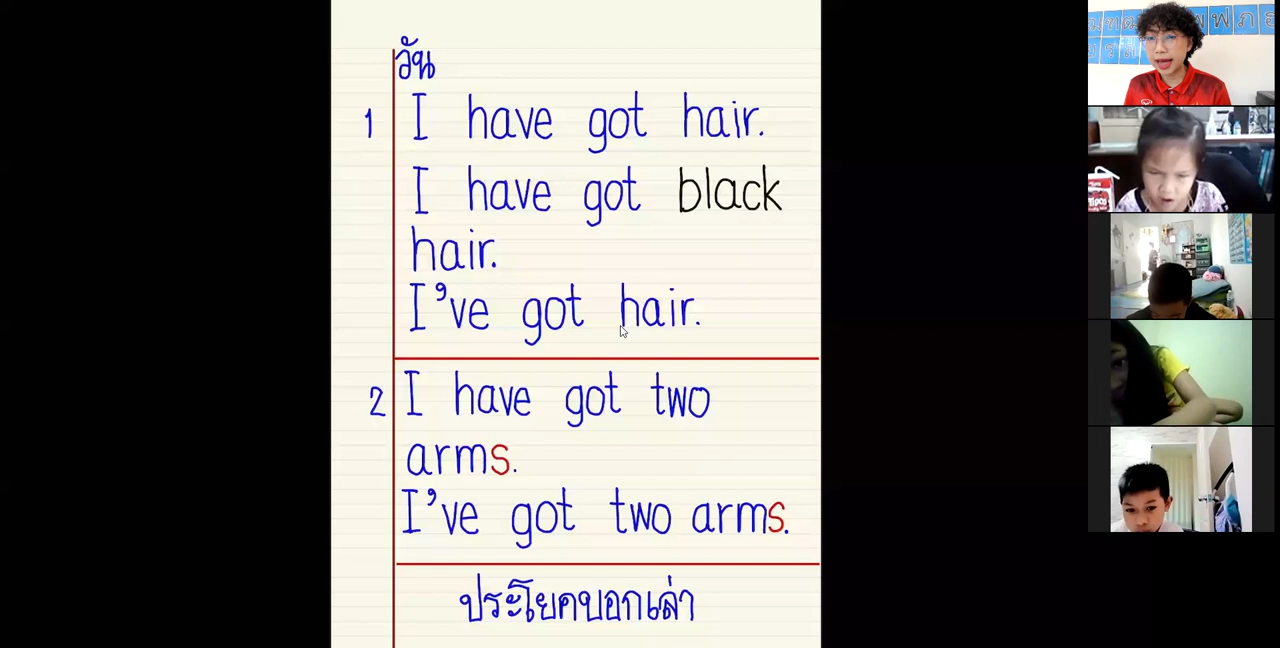 วัน
1 I have got hair.
I have got black
hair.
I've got hair.
2 I have got two
arms.
I've got two arms.
ประโยคบอกเล่า